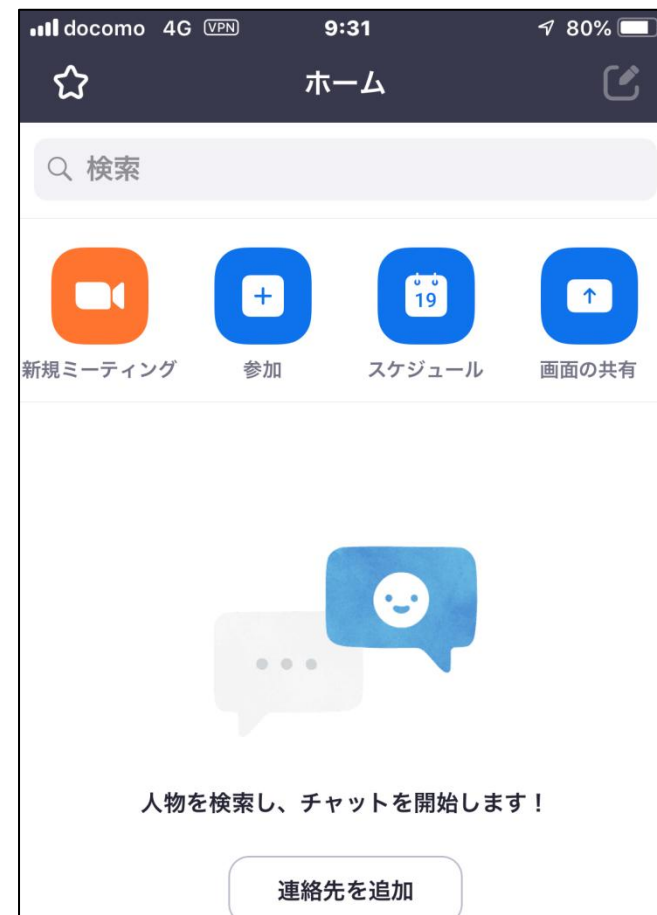 docomo 4G VPN 9:31 80%
ホーム
検索
19
新規ミーティング 参加 スケジュール 画面の共有
人物を検索し、チャットを開始します！
連絡先を追加